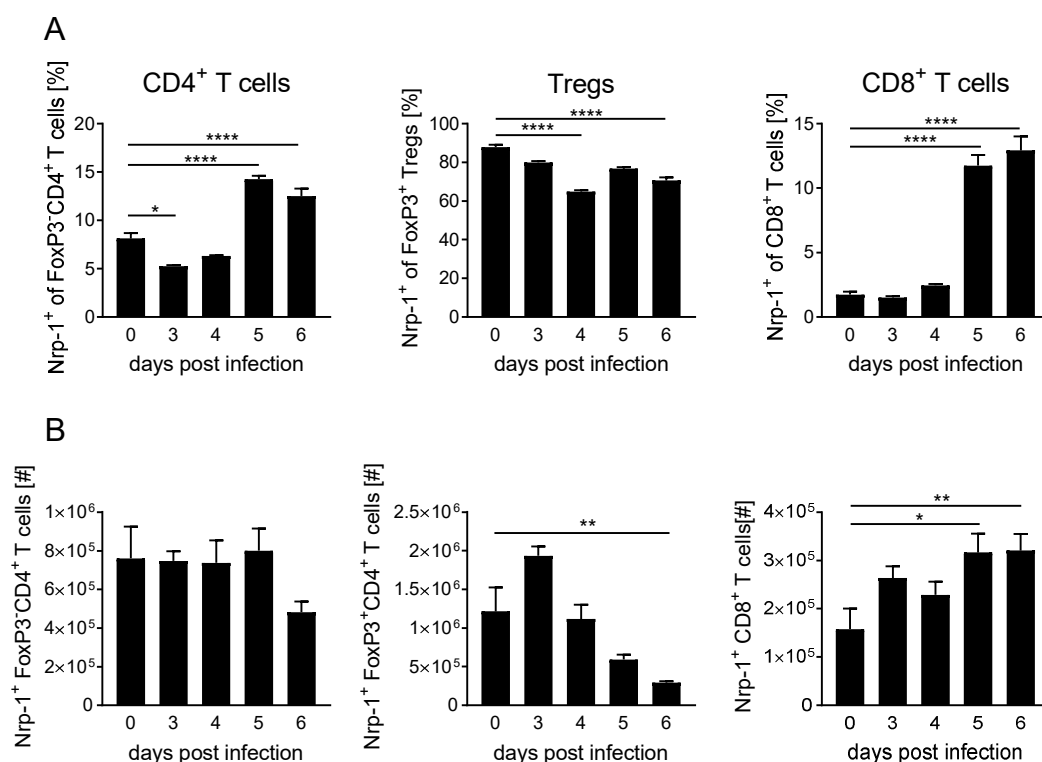 A
CD4⁺ T cells
Nrp-1⁺ of FoxP3⁻CD4⁺ T cells [%]
20
15
10
5
0
****
****
*
0 3 4 5 6
days post infection
Tregs
Nrp-1⁺ of FoxP3⁺ Tregs [%]
100
80
60
40
20
0
****
****
0 3 4 5 6
days post infection
CD8⁺ T cells
Nrp-1⁺ of CD8⁺ T cells [%]
15
10
5
0
****
****
0 3 4 5 6
days post infection
B
Nrp-1⁺ FoxP3⁻CD4⁺ T cells [#]
1×10⁶
8×10⁵
6×10⁵
4×10⁵
2×10⁵
0
0 3 4 5 6
days post infection
Nrp-1⁺ FoxP3⁺CD4⁺ T cells [#]
2.5×10⁶
2×10⁶
1.5×10⁶
1×10⁶
5×10⁵
0
**
0 3 4 5 6
days post infection
Nrp-1⁺ CD8⁺ T cells[#]
4×10⁵
3×10⁵
2×10⁵
1×10⁵
0
**
*
0 3 4 5 6
days post infection